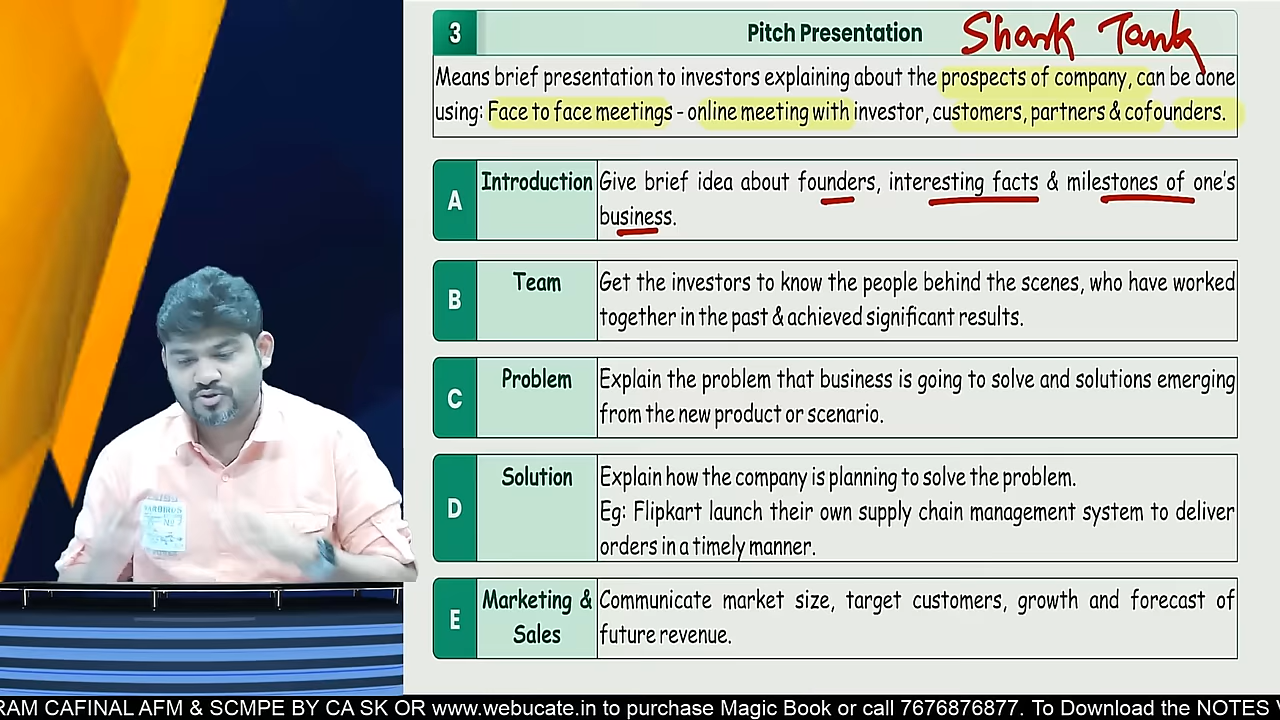 3
Pitch Presentation
Shark Tank
Means brief presentation to investors explaining about the prospects of company, can be done
using: Face to face meetings - online meeting with investor, customers, partners & cofounders.
A
Introduction
Give brief idea about founders, interesting facts & milestones of one's
business.
B
Team
Get the investors to know the people behind the scenes, who have worked
together in the past & achieved significant results.
C
Problem
Explain the problem that business is going to solve and solutions emerging
from the new product or scenario.
D
Solution
Explain how the company is planning to solve the problem.
Eg: Flipkart launch their own supply chain management system to deliver
orders in a timely manner.
E
Marketing &
Sales
Communicate market size, target customers, growth and forecast of
future revenue.
RAM CAFINAL AFM & SCMPE BY CA SK OR www.webucate.in to purchase Magic Book or call 7676876877. To Download the NOTES